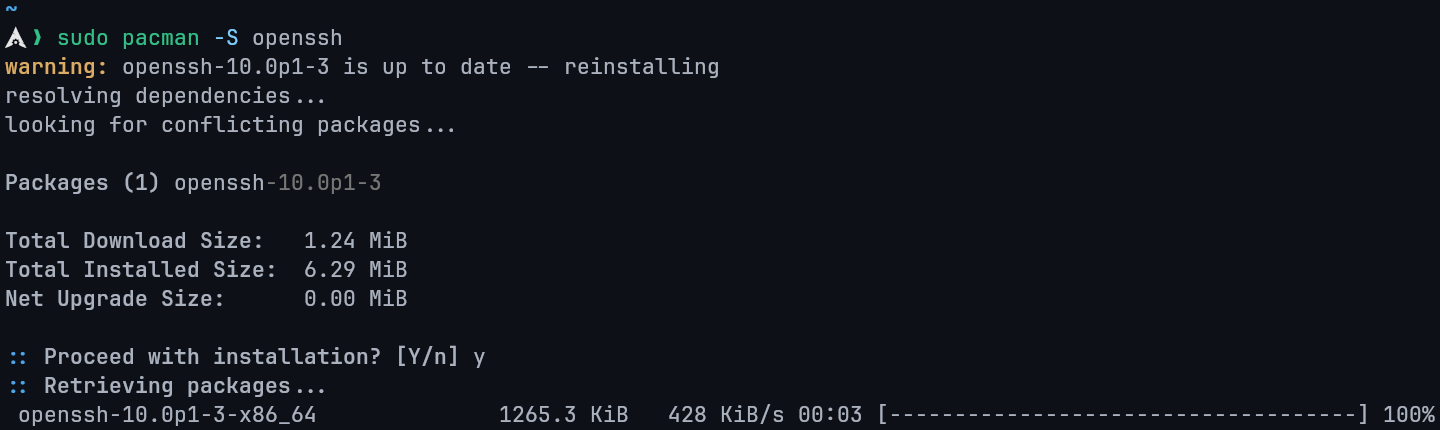 ~
❯ sudo pacman -S openssh
warning: openssh-10.0p1-3 is up to date -- reinstalling
resolving dependencies...
looking for conflicting packages...
Packages (1) openssh-10.0p1-3
Total Download Size:   1.24 MiB
Total Installed Size:  6.29 MiB
Net Upgrade Size:      0.00 MiB
:: Proceed with installation? [Y/n] y
:: Retrieving packages...
 openssh-10.0p1-3-x86_64              1265.3 KiB   428 KiB/s 00:03 [------------------------------------] 100%